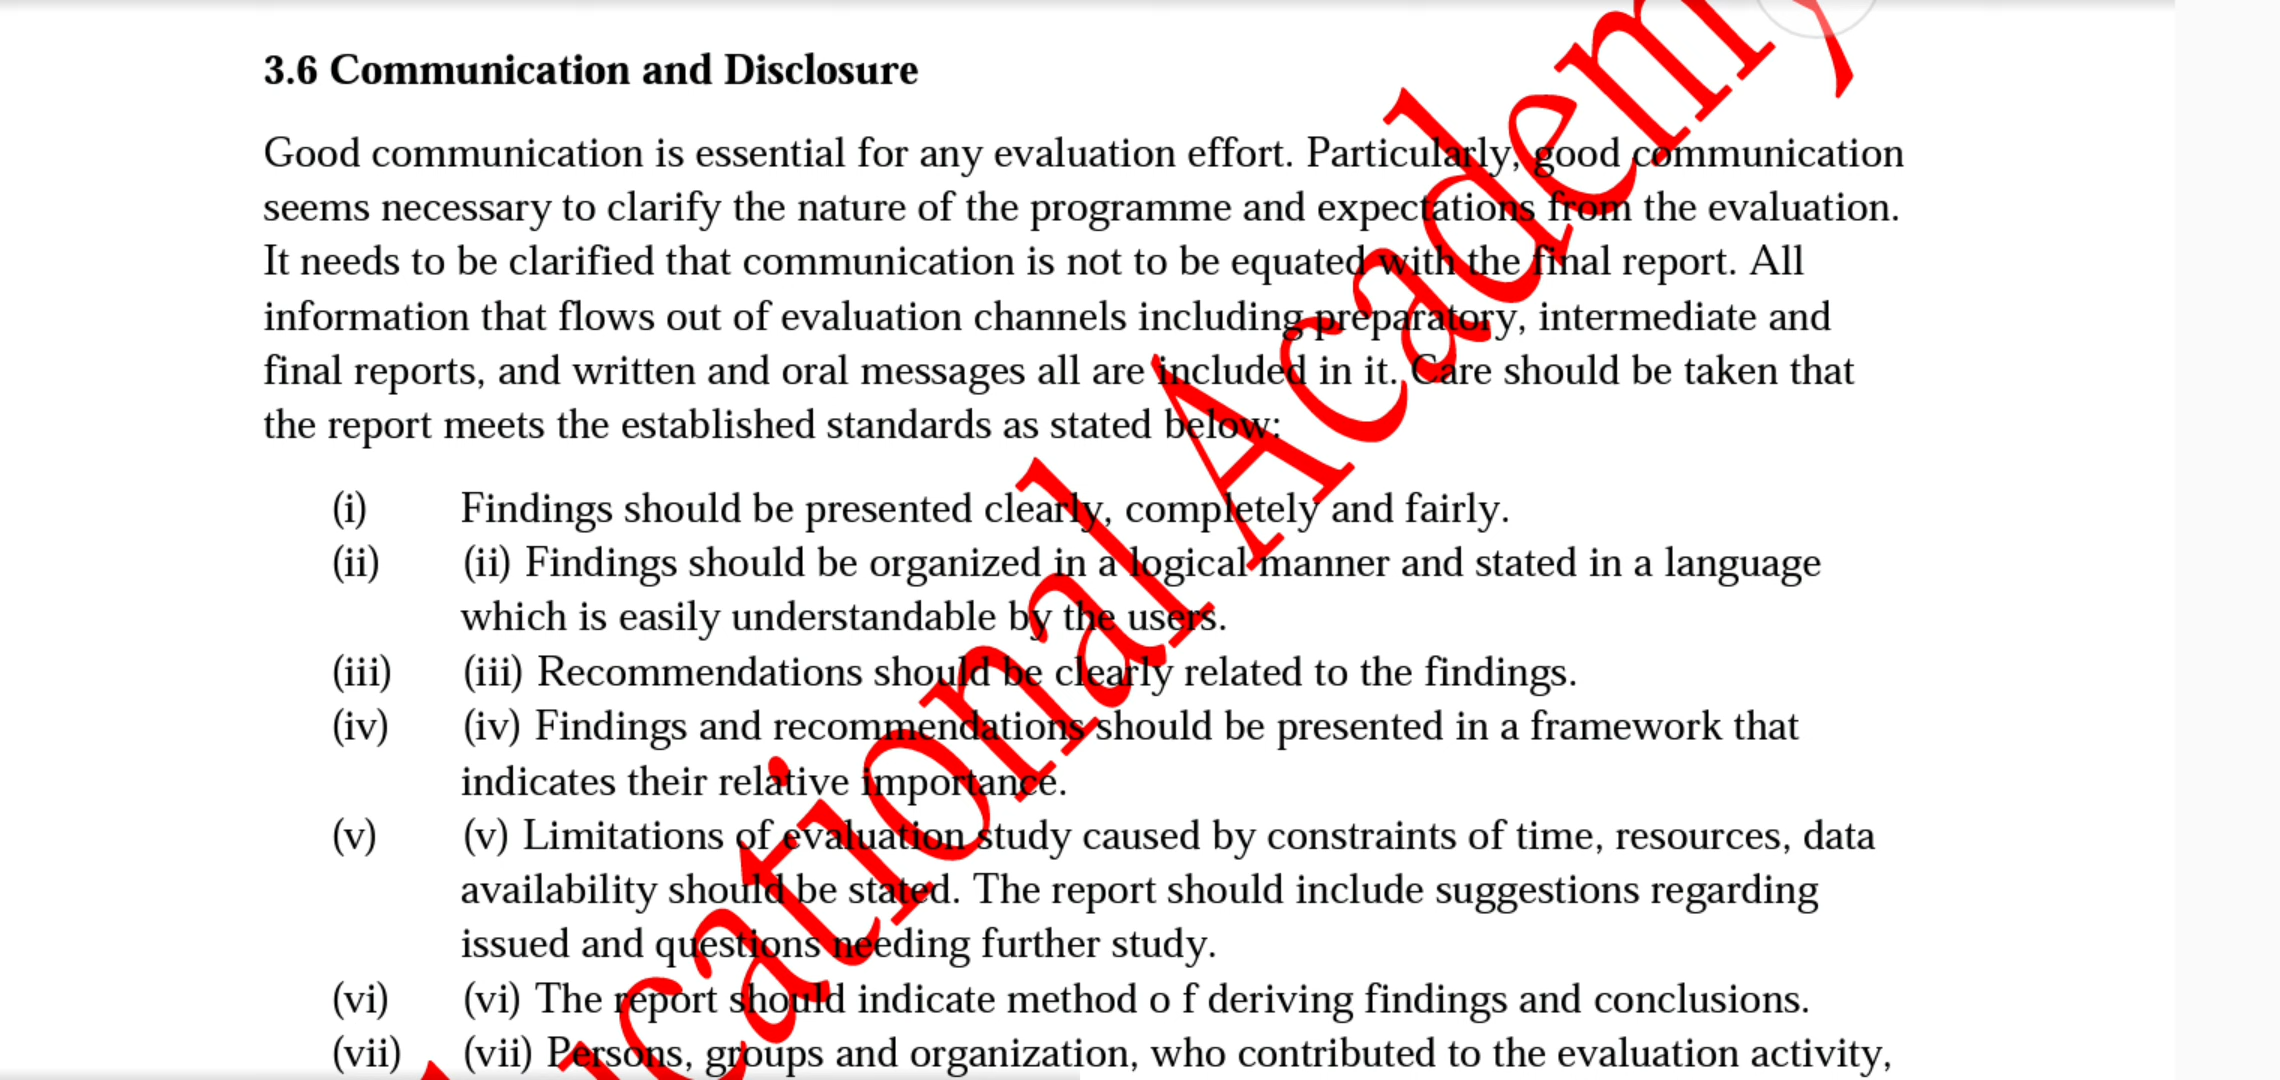 3.6 Communication and Disclosure
Good communication is essential for any evaluation effort. Particularly, good communication
seems necessary to clarify the nature of the programme and expectations from the evaluation.
It needs to be clarified that communication is not to be equated with the final report. All
information that flows out of evaluation channels including preparatory, intermediate and
final reports, and written and oral messages all are included in it. Care should be taken that
the report meets the established standards as stated below:
(i) Findings should be presented clearly, completely and fairly.
(ii) (ii) Findings should be organized in a logical manner and stated in a language
which is easily understandable by the users.
(iii) (iii) Recommendations should be clearly related to the findings.
(iv) (iv) Findings and recommendations should be presented in a framework that
indicates their relative importance.
(v) (v) Limitations of evaluation study caused by constraints of time, resources, data
availability should be stated. The report should include suggestions regarding
issued and questions needing further study.
(vi) (vi) The report should indicate method o f deriving findings and conclusions.
(vii) (vii) Persons, groups and organization, who contributed to the evaluation activity,
cational Academy